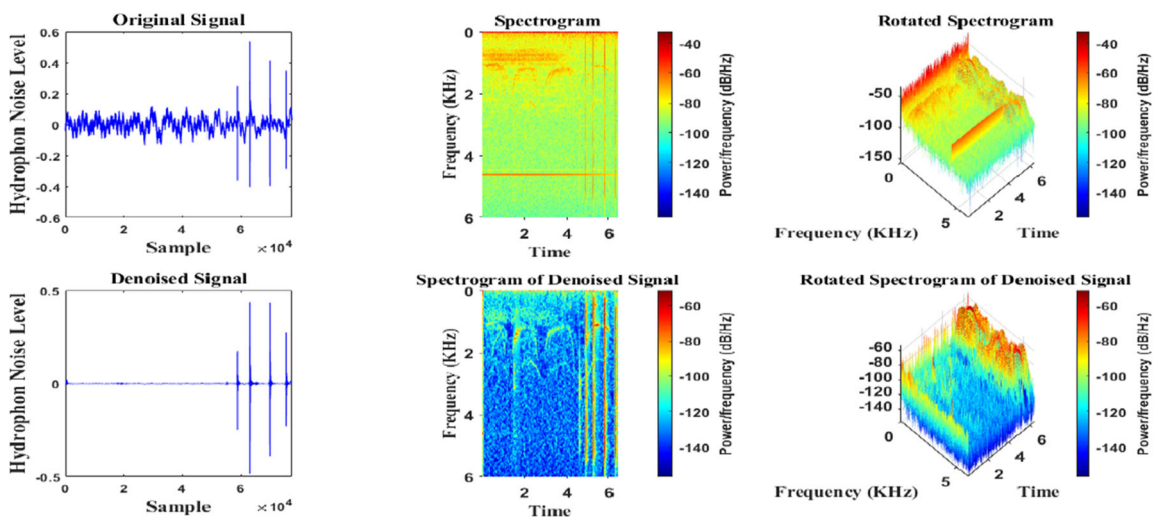 Original Signal
0.6
0.4
0.2
0
-0.2
-0.4
-0.6
Hydrophon Noise Level
0 2 4 6
Sample ×10^4
Spectrogram
0
2
4
6
Frequency (KHz)
2 4 6
Time
-40
-60
-80
-100
-120
-140
Power/frequency (dB/Hz)
Rotated Spectrogram
-50
-100
-150
0
5
2
4
6
Frequency (KHz)
Time
-40
-60
-80
-100
-120
-140
Power/frequency (dB/Hz)
Denoised Signal
0.5
0
-0.5
Hydrophon Noise Level
0 2 4 6
Sample ×10^4
Spectrogram of Denoised Signal
0
2
4
6
Frequency (KHz)
2 4 6
Time
-60
-80
-100
-120
-140
Power/frequency (dB/Hz)
Rotated Spectrogram of Denoised Signal
-60
-80
-100
-120
-140
0
5
2
4
6
Frequency (KHz)
Time
-60
-80
-100
-120
-140
Power/frequency (dB/Hz)